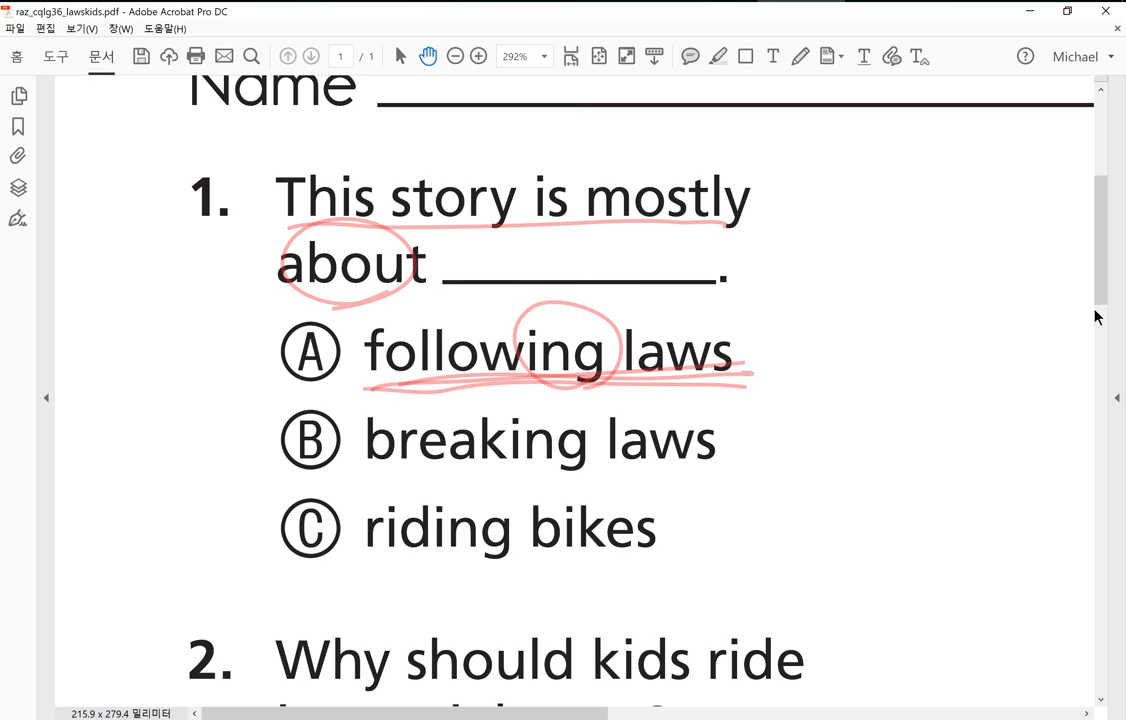 raz_cqlg36_lawskids.pdf - Adobe Acrobat Pro DC
파일 편집 보기(V) 창(W) 도움말(H)
홈 도구 문서 1 / 1 292% Michael
Name
1. This story is mostly
about ________.
A following laws
B breaking laws
C riding bikes
2. Why should kids ride
215.9 x 279.4 밀리미터